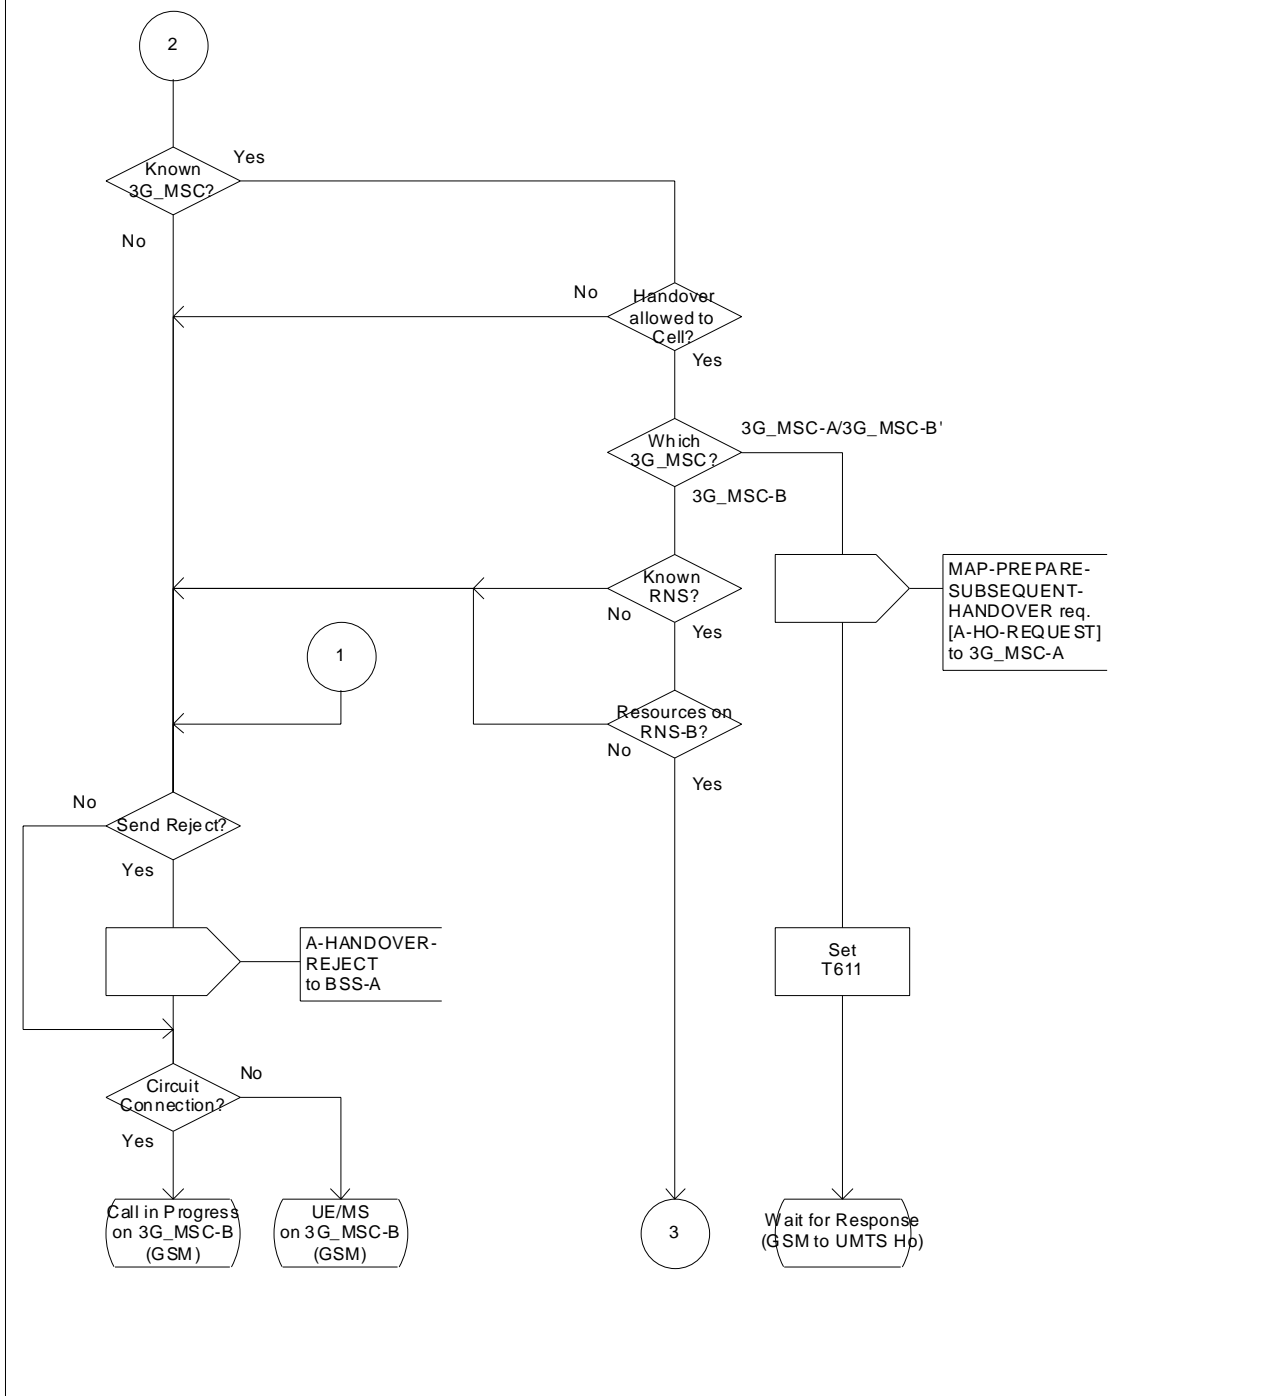 2
Known
3G_MSC?
Yes
No
No
Handover
allowed to
Cell?
Yes
Which
3G_MSC?
3G_MSC-A/3G_MSC-B'
3G_MSC-B
Known
RNS?
No
Yes
MAP-PREPARE-
SUBSEQUENT-
HANDOVER req.
[A-HO-REQUEST]
to 3G_MSC-A
1
Resources on
RNS-B?
No
Yes
No
Send Reject?
Yes
A-HANDOVER-
REJECT
to BSS-A
Set
T611
Circuit
Connection?
No
Yes
Call in Progress
on 3G_MSC-B
(GSM)
UE/MS
on 3G_MSC-B
(GSM)
3
Wait for Response
(GSM to UMTS Ho)